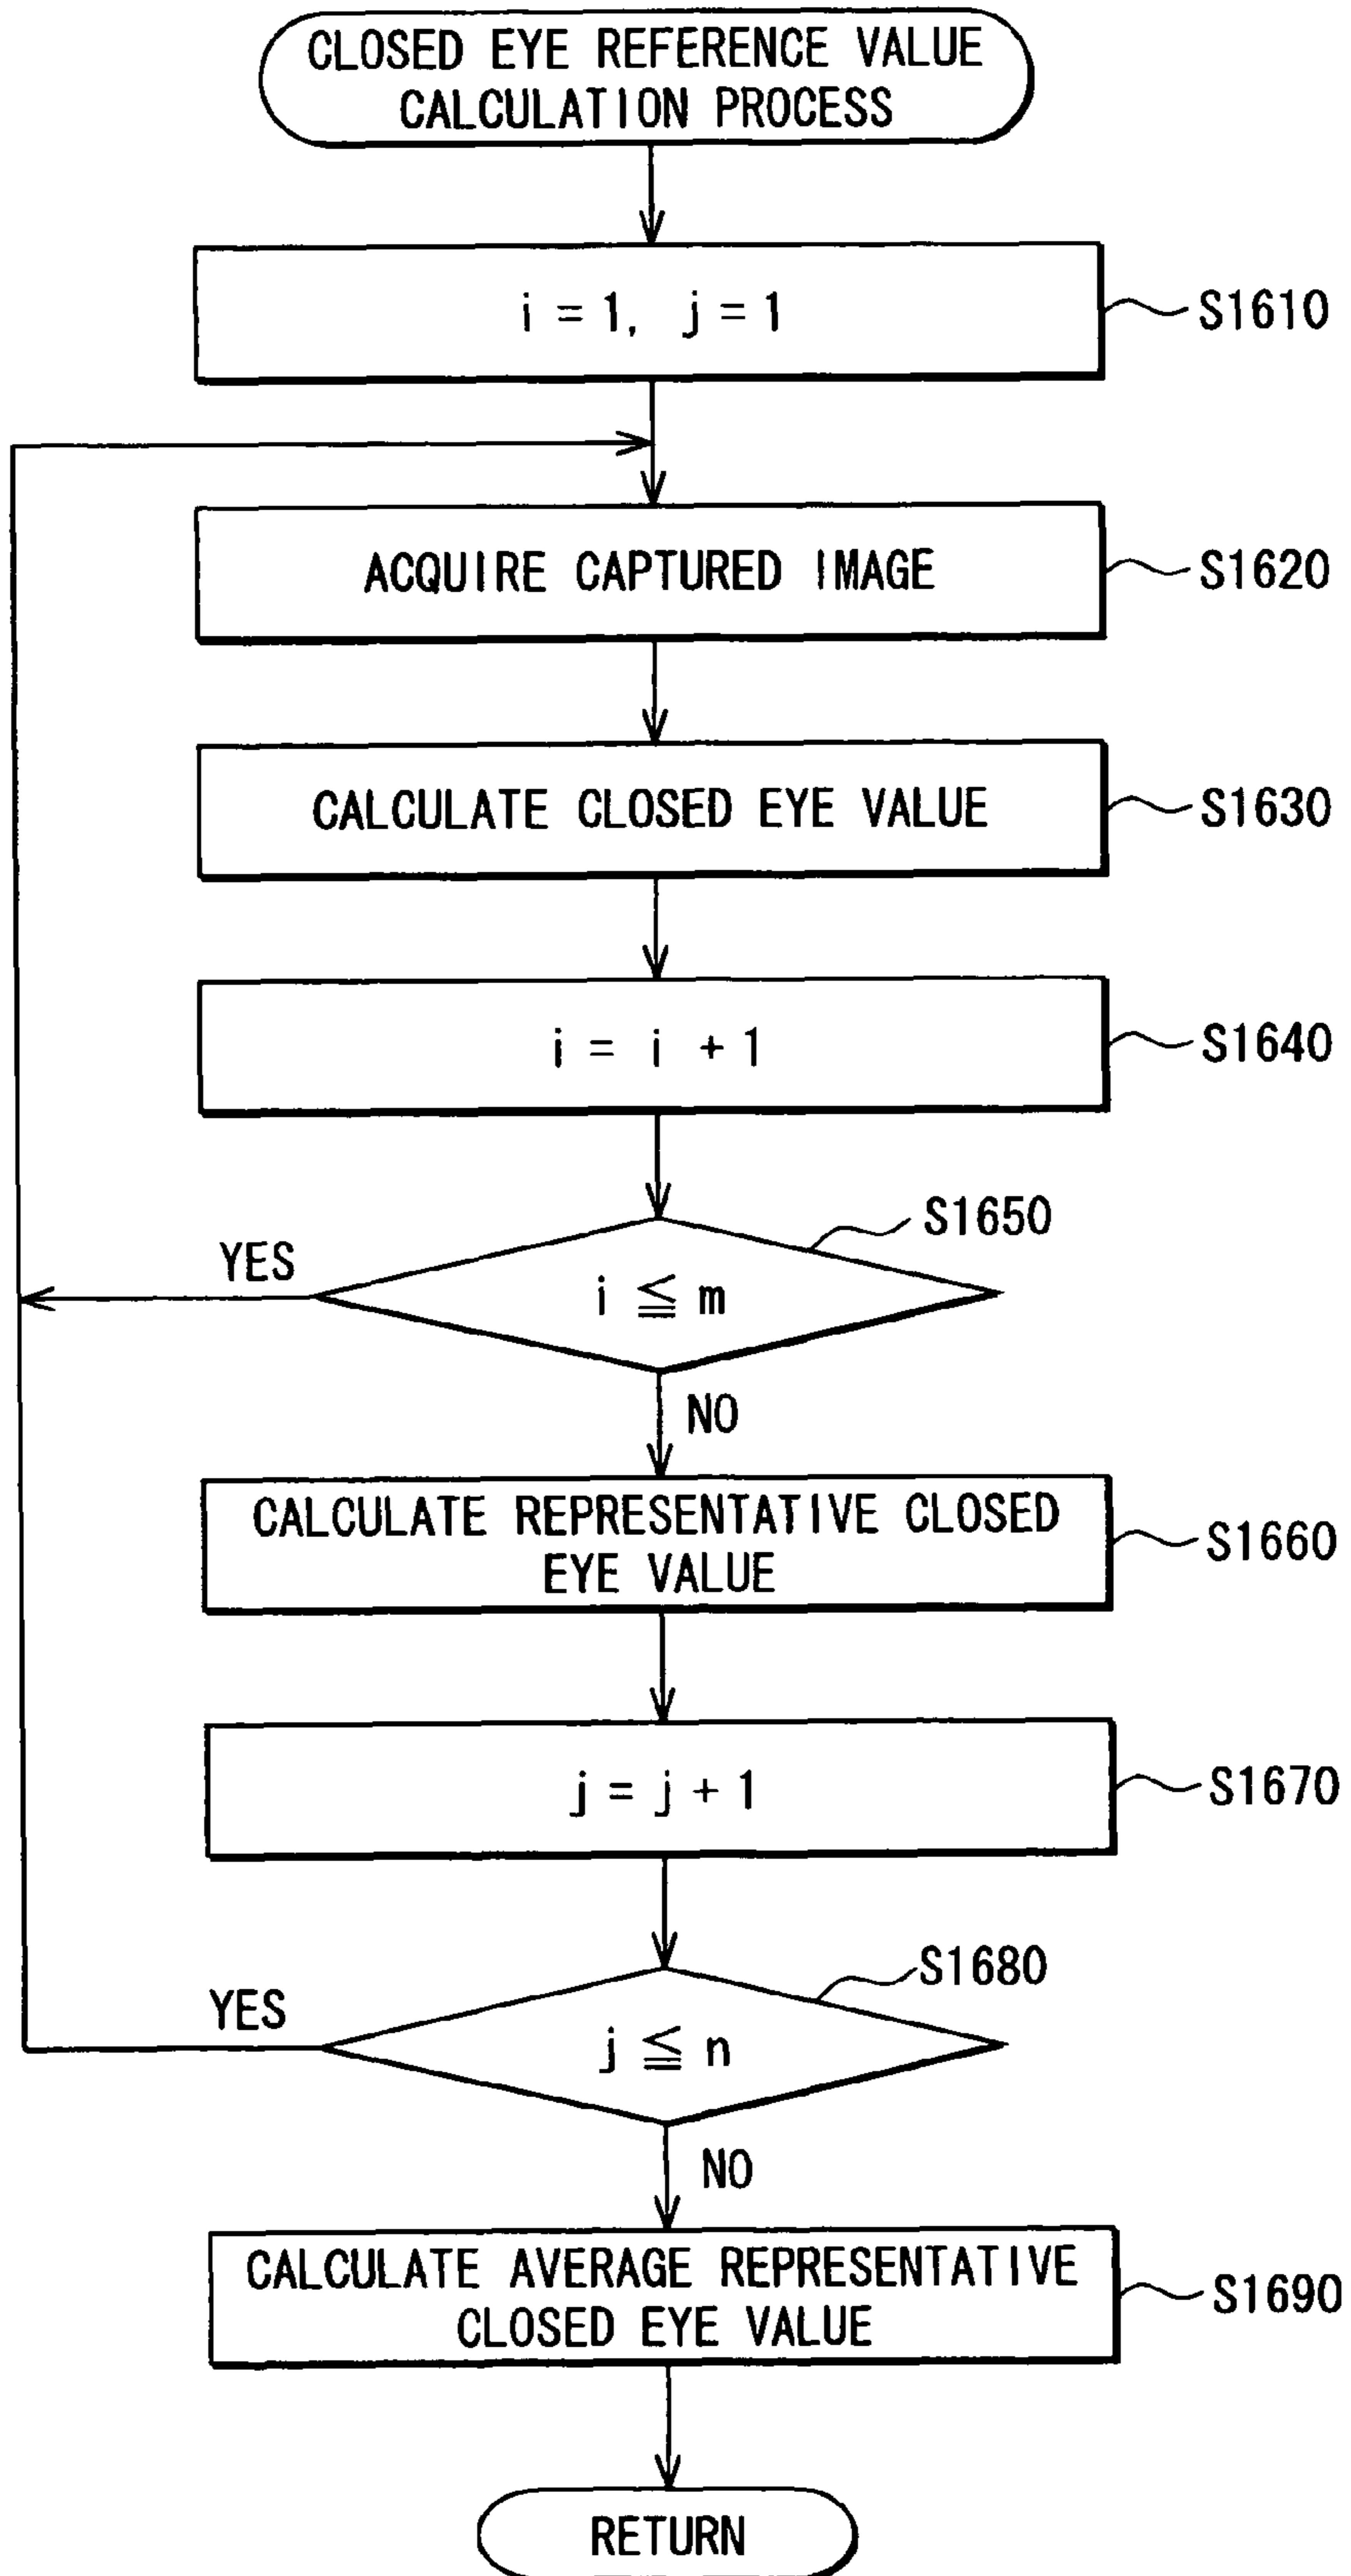 CLOSED EYE REFERENCE VALUE
CALCULATION PROCESS
i = 1, j = 1
S1610
ACQUIRE CAPTURED IMAGE
S1620
CALCULATE CLOSED EYE VALUE
S1630
i = i + 1
S1640
S1650
YES
i ≦ m
NO
CALCULATE REPRESENTATIVE CLOSED
EYE VALUE
S1660
j = j + 1
S1670
S1680
YES
j ≦ n
NO
CALCULATE AVERAGE REPRESENTATIVE
CLOSED EYE VALUE
S1690
RETURN